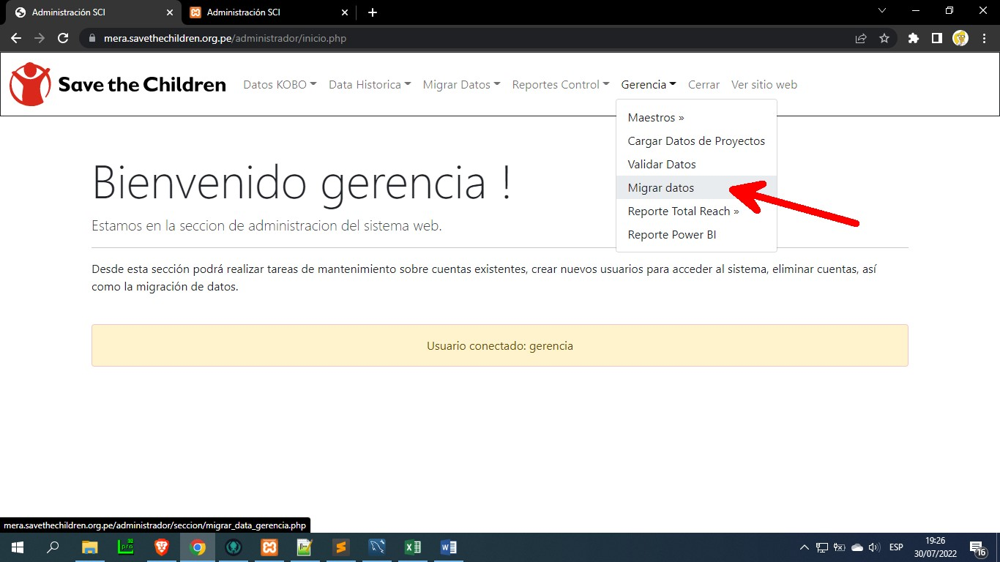 Administración SCI
Administración SCI
mera.savethechildren.org.pe/administrador/inicio.php
Save the Children
Datos KOBO
Data Historica
Migrar Datos
Reportes Control
Gerencia
Cerrar
Ver sitio web
Maestros »
Cargar Datos de Proyectos
Validar Datos
Migrar datos
Reporte Total Reach »
Reporte Power BI
Bienvenido gerencia !
Estamos en la seccion de administracion del sistema web.
Desde esta sección podrá realizar tareas de mantenimiento sobre cuentas existentes, crear nuevos usuarios para acceder al sistema, eliminar cuentas, así
como la migración de datos.
Usuario conectado: gerencia
mera.savethechildren.org.pe/administrador/seccion/migrar_data_gerencia.php
ESP
19:26
30/07/2022
16